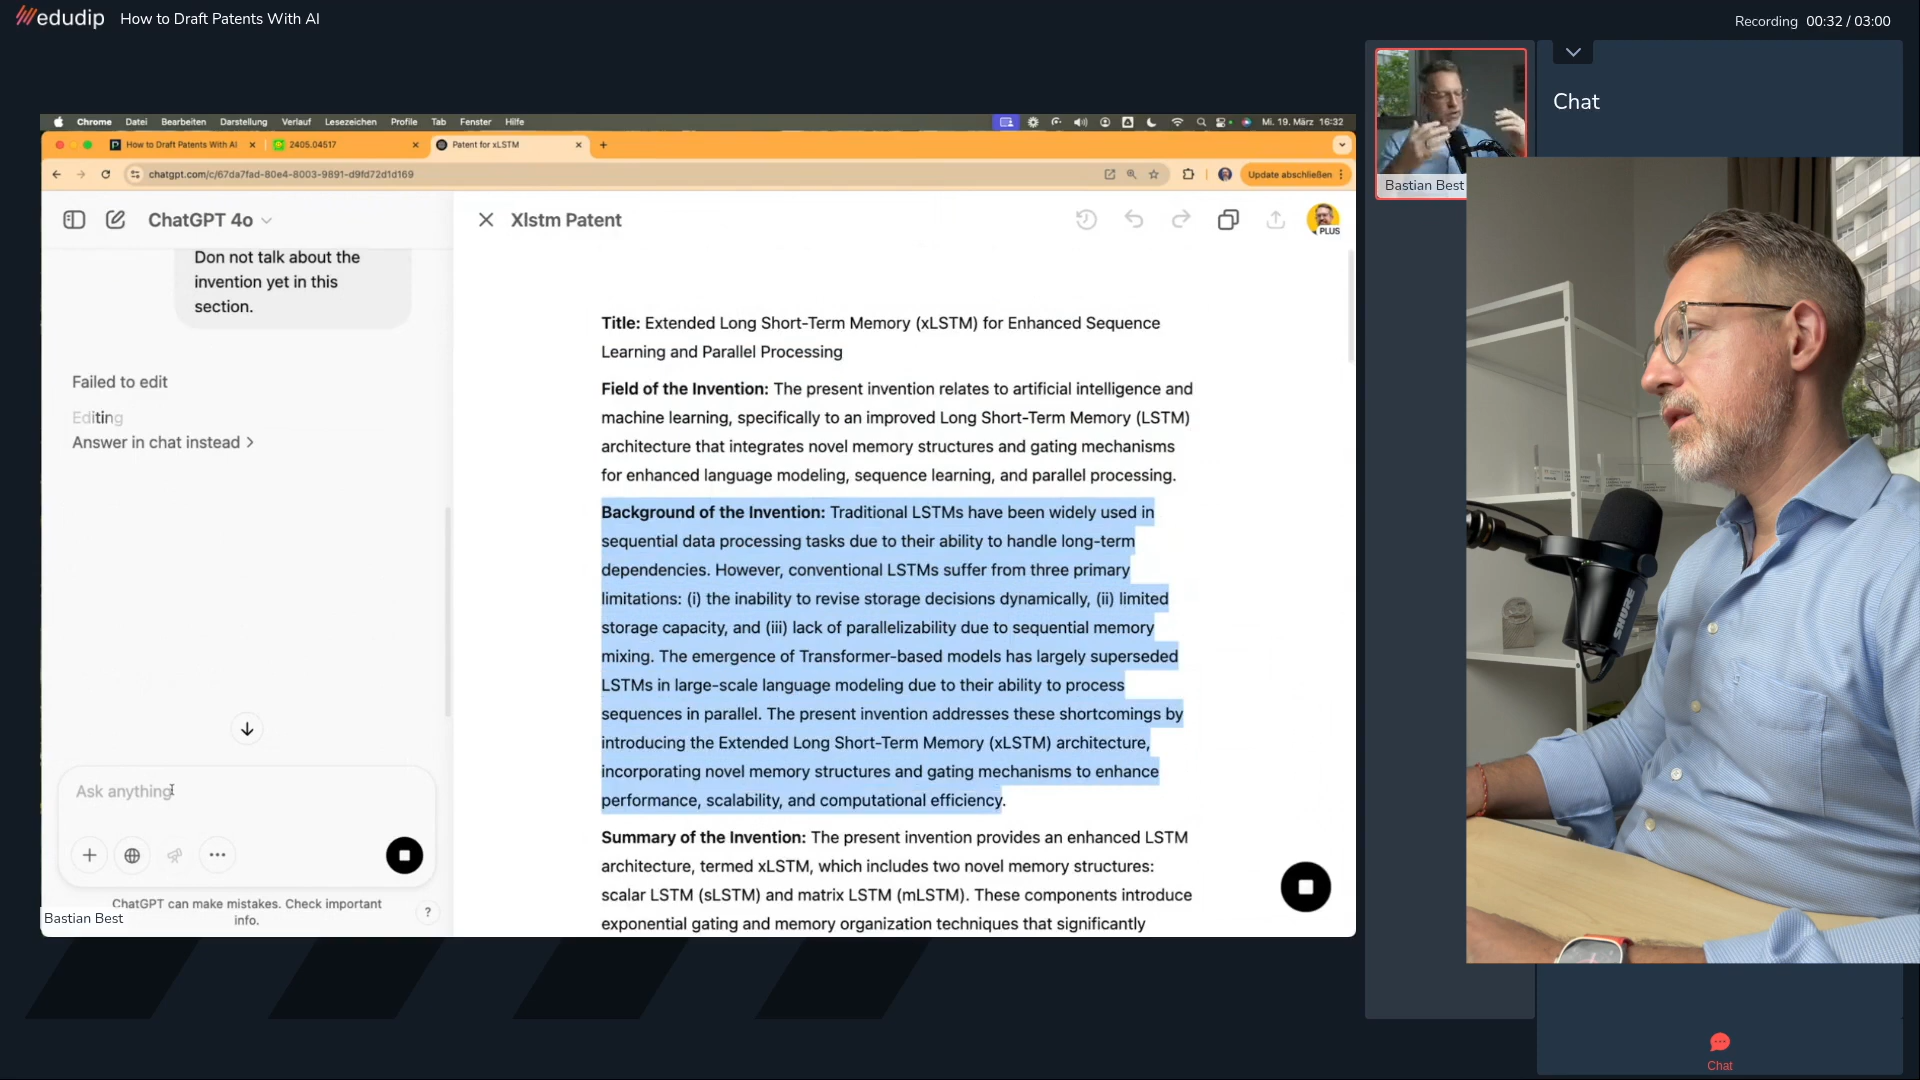 edudip
How to Draft Patents With AI
Recording 00:32 / 03:00
Chrome Datei Bearbeiten Darstellung Verlauf Lesezeichen Profile Tab Fenster Hilfe
Mi. 19. März 16:32
How to Draft Patents With AI
2405.04517
Patent for xLSTM
chatgpt.com/c/67da7fad-80e4-8003-9891-d9fd72d1d169
Update abschließen
ChatGPT 4o
Don not talk about the
invention yet in this
section.
Failed to edit
Editing
Answer in chat instead >
Ask anything
ChatGPT can make mistakes. Check important
info.
?
Bastian Best
Xlstm Patent
PLUS
Title: Extended Long Short-Term Memory (xLSTM) for Enhanced Sequence
Learning and Parallel Processing
Field of the Invention: The present invention relates to artificial intelligence and
machine learning, specifically to an improved Long Short-Term Memory (LSTM)
architecture that integrates novel memory structures and gating mechanisms
for enhanced language modeling, sequence learning, and parallel processing.
Background of the Invention: Traditional LSTMs have been widely used in
sequential data processing tasks due to their ability to handle long-term
dependencies. However, conventional LSTMs suffer from three primary
limitations: (i) the inability to revise storage decisions dynamically, (ii) limited
storage capacity, and (iii) lack of parallelizability due to sequential memory
mixing. The emergence of Transformer-based models has largely superseded
LSTMs in large-scale language modeling due to their ability to process
sequences in parallel. The present invention addresses these shortcomings by
introducing the Extended Long Short-Term Memory (xLSTM) architecture,
incorporating novel memory structures and gating mechanisms to enhance
performance, scalability, and computational efficiency.
Summary of the Invention: The present invention provides an enhanced LSTM
architecture, termed xLSTM, which includes two novel memory structures:
scalar LSTM (sLSTM) and matrix LSTM (mLSTM). These components introduce
exponential gating and memory organization techniques that significantly
Bastian Best
Chat
SHURE
Chat